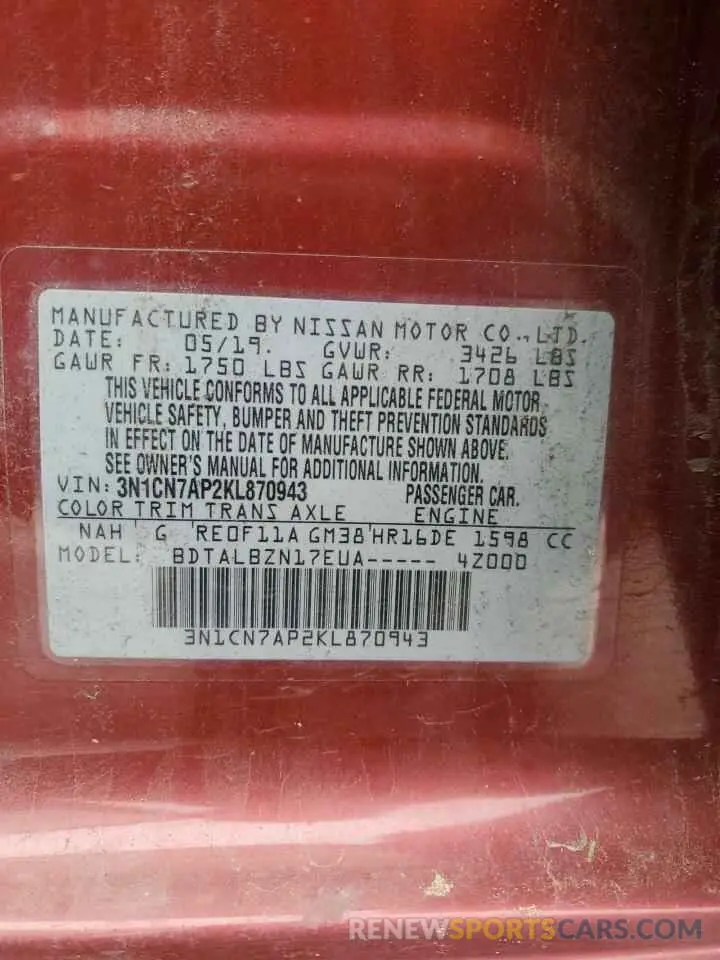 MANUFACTURED BY NISSAN MOTOR CO.,LTD.
DATE: 05/19. GVWR: 3426 LBS
GAWR FR: 1750 LBS GAWR RR: 1708 LBS
THIS VEHICLE CONFORMS TO ALL APPLICABLE FEDERAL MOTOR
VEHICLE SAFETY, BUMPER AND THEFT PREVENTION STANDARDS
IN EFFECT ON THE DATE OF MANUFACTURE SHOWN ABOVE.
SEE OWNER'S MANUAL FOR ADDITIONAL INFORMATION.
VIN: 3N1CN7AP2KL870943 PASSENGER CAR.
COLOR TRIM TRANS AXLE ENGINE
NAH G RE0F11A GM38 HR16DE 1598 CC
MODEL: BDTALBZN17EUA----- 4Z000
3N1CN7AP2KL870943
RENEWSPORTSCARS.COM